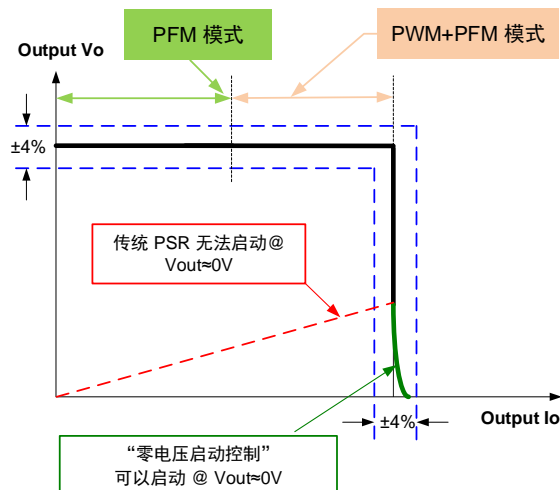 PFM 模式
PWM+PFM 模式
Output Vo
±4%
传统 PSR 无法启动@
Vout≈0V
Output Io
±4%
“零电压启动控制”
可以启动 @ Vout≈0V